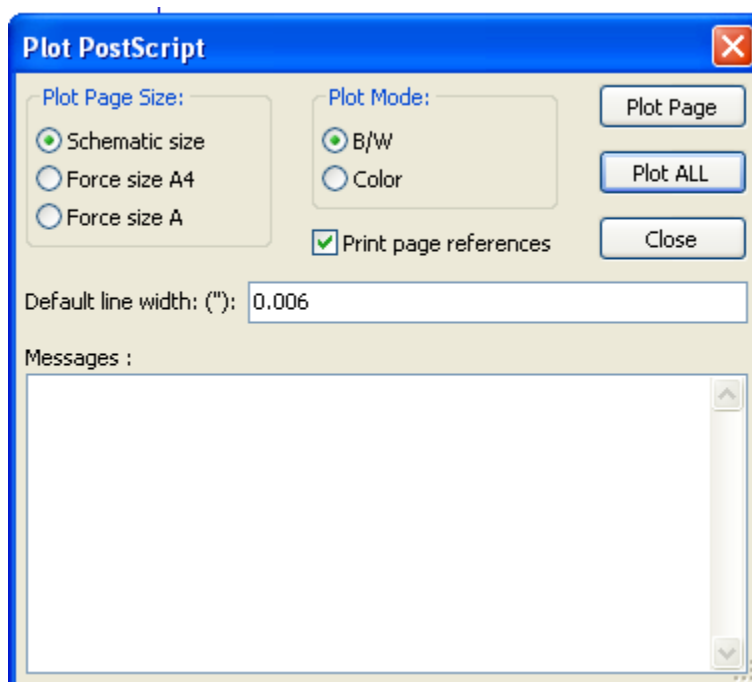 Plot PostScript
Plot Page Size:
Schematic size
Force size A4
Force size A
Plot Mode:
B/W
Color
Print page references
Plot Page
Plot ALL
Close
Default line width: ("): 0.006
Messages :